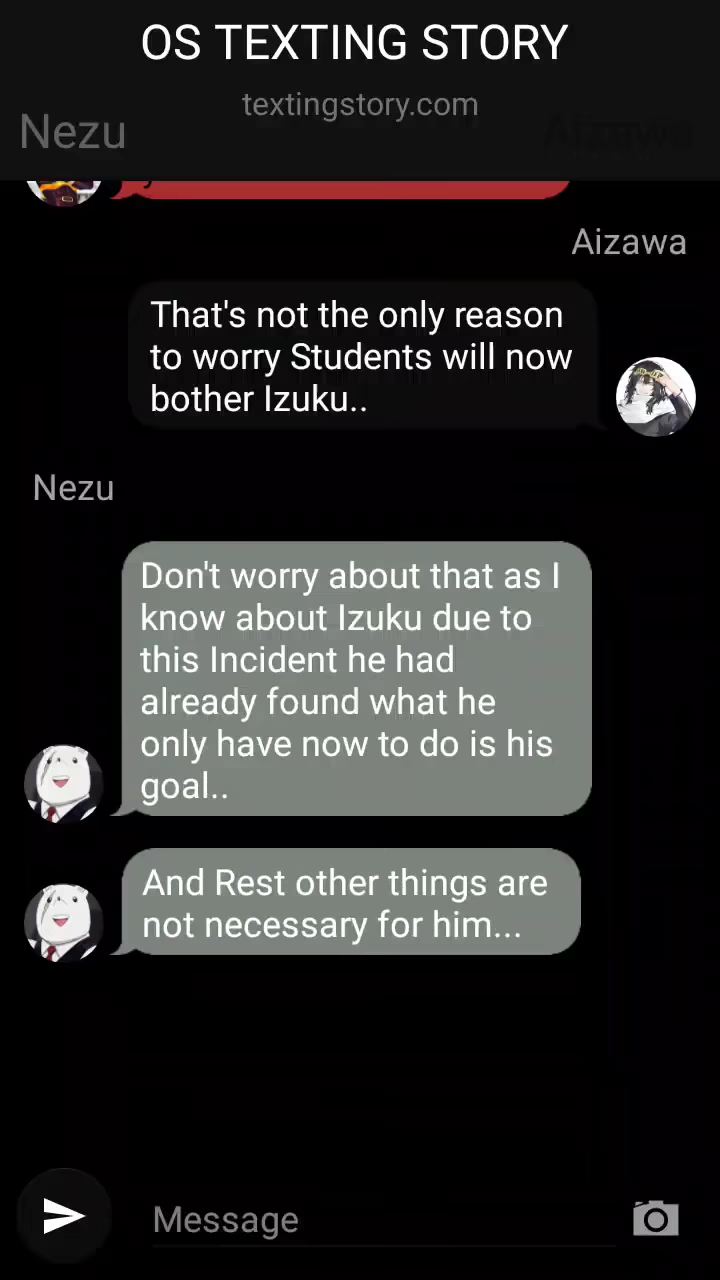 OS TEXTING STORY
textingstory.com
Nezu
Aizawa
Aizawa
That's not the only reason
to worry Students will now
bother Izuku..
Nezu
Don't worry about that as I
know about Izuku due to
this Incident he had
already found what he
only have now to do is his
goal..
And Rest other things are
not necessary for him...
Message